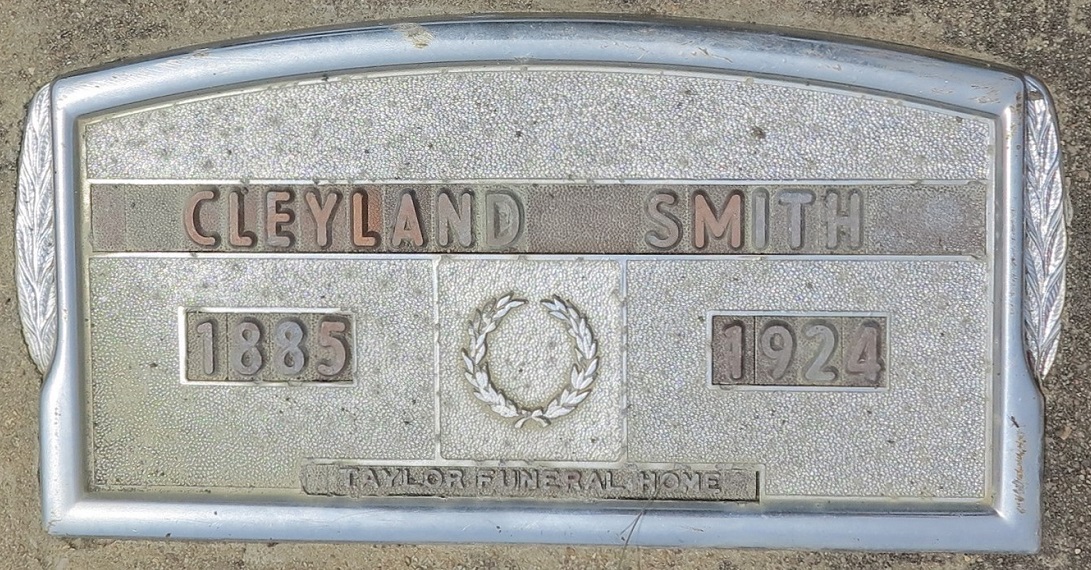 CLEYLAND SMITH
1885 1924
TAYLOR FUNERAL HOME